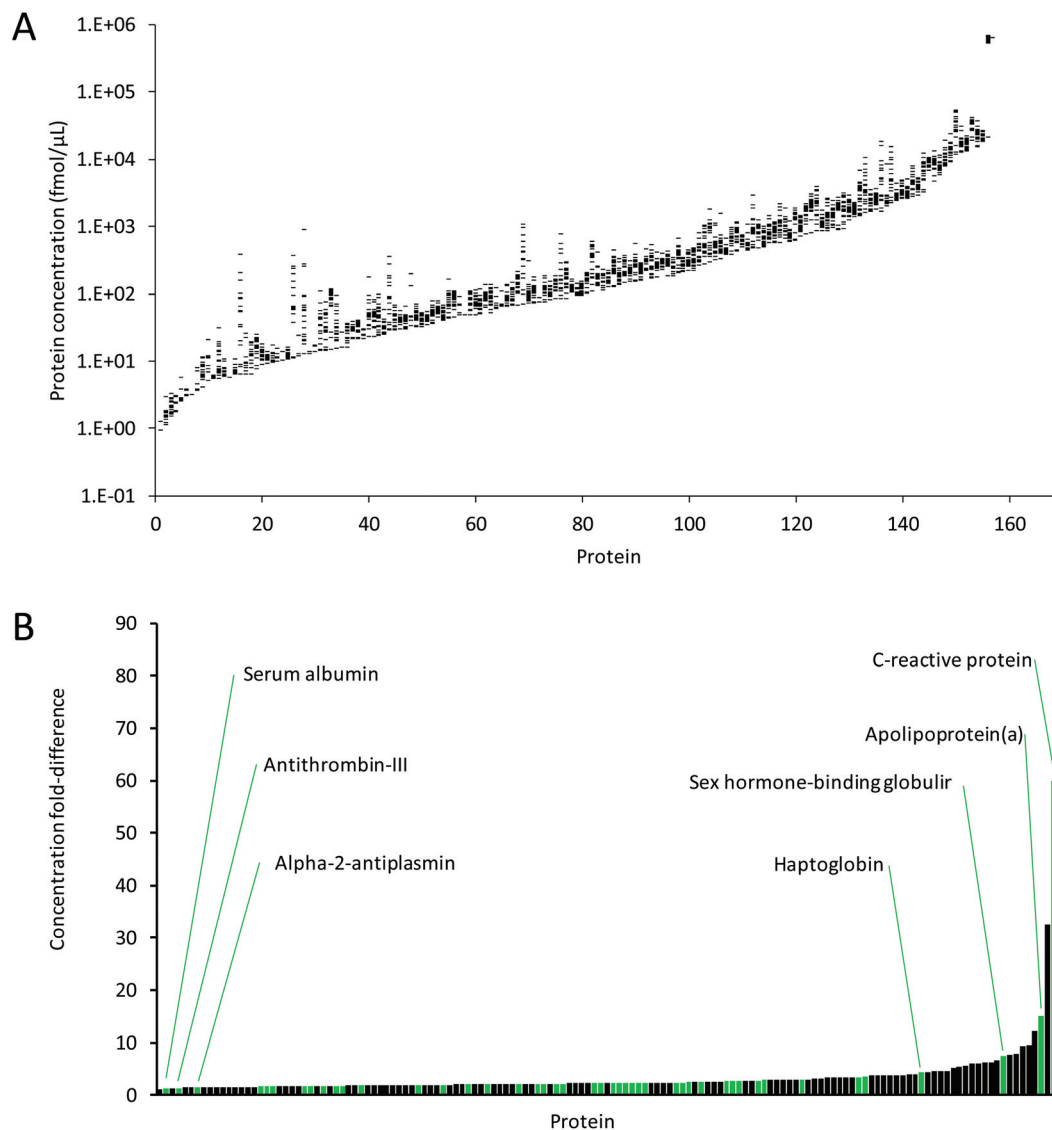 A
Protein concentration (fmol/µL)
1.E+06
1.E+05
1.E+04
1.E+03
1.E+02
1.E+01
1.E+00
1.E-01
0 20 40 60 80 100 120 140 160
Protein
B
Concentration fold-difference
90
80
70
60
50
40
30
20
10
0
Serum albumin
Antithrombin-III
Alpha-2-antiplasmin
C-reactive protein
Apolipoprotein(a)
Sex hormone-binding globulir
Haptoglobin
Protein